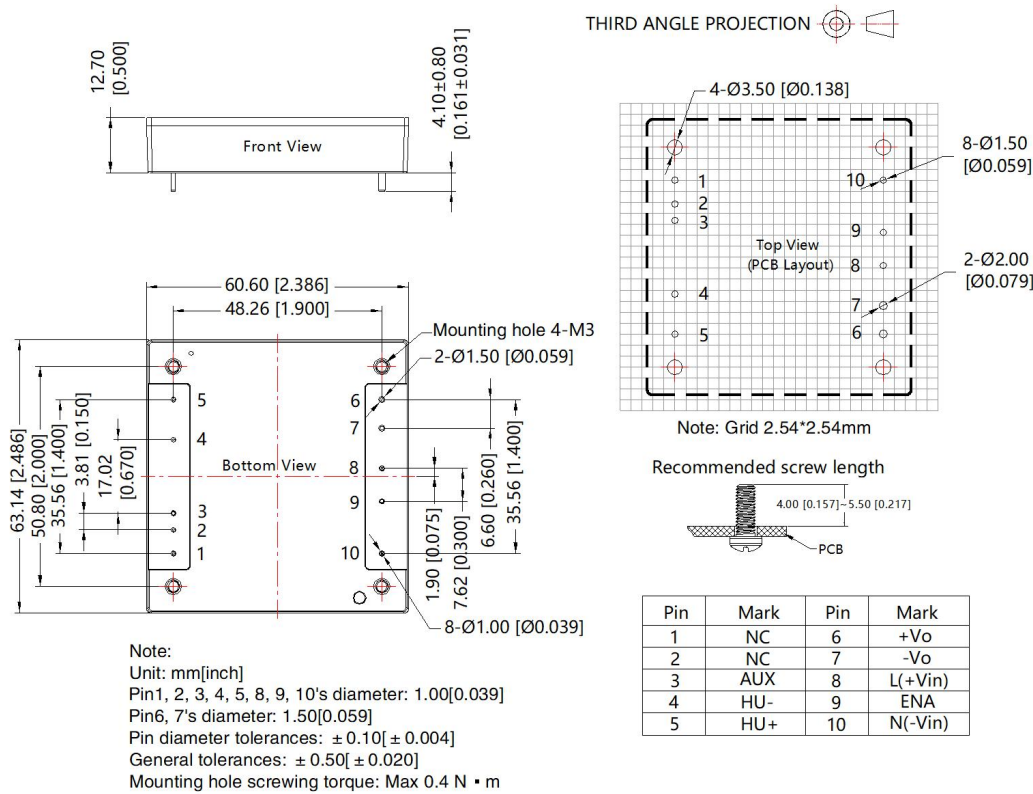 THIRD ANGLE PROJECTION
12.70
[0.500]
4.10±0.80
[0.161±0.031]
Front View
4-Ø3.50 [Ø0.138]
8-Ø1.50
[Ø0.059]
1
2
3
4
5
10
9
8
7
6
Top View
(PCB Layout)
2-Ø2.00
[Ø0.079]
Note: Grid 2.54*2.54mm
60.60 [2.386]
48.26 [1.900]
Mounting hole 4-M3
2-Ø1.50 [Ø0.059]
63.14 [2.486]
50.80 [2.000]
35.56 [1.400]
3.81 [0.150]
17.02
[0.670]
5
4
3
2
1
Bottom View
6
7
8
9
10
1.90 [0.075]
7.62 [0.300]
6.60 [0.260]
35.56 [1.400]
8-Ø1.00 [Ø0.039]
Recommended screw length
4.00 [0.157]~5.50 [0.217]
PCB
Pin Mark Pin Mark
1 NC 6 +Vo
2 NC 7 -Vo
3 AUX 8 L(+Vin)
4 HU- 9 ENA
5 HU+ 10 N(-Vin)
Note:
Unit: mm[inch]
Pin1, 2, 3, 4, 5, 8, 9, 10's diameter: 1.00[0.039]
Pin6, 7's diameter: 1.50[0.059]
Pin diameter tolerances: ±0.10[±0.004]
General tolerances: ±0.50[±0.020]
Mounting hole screwing torque: Max 0.4 N▪m